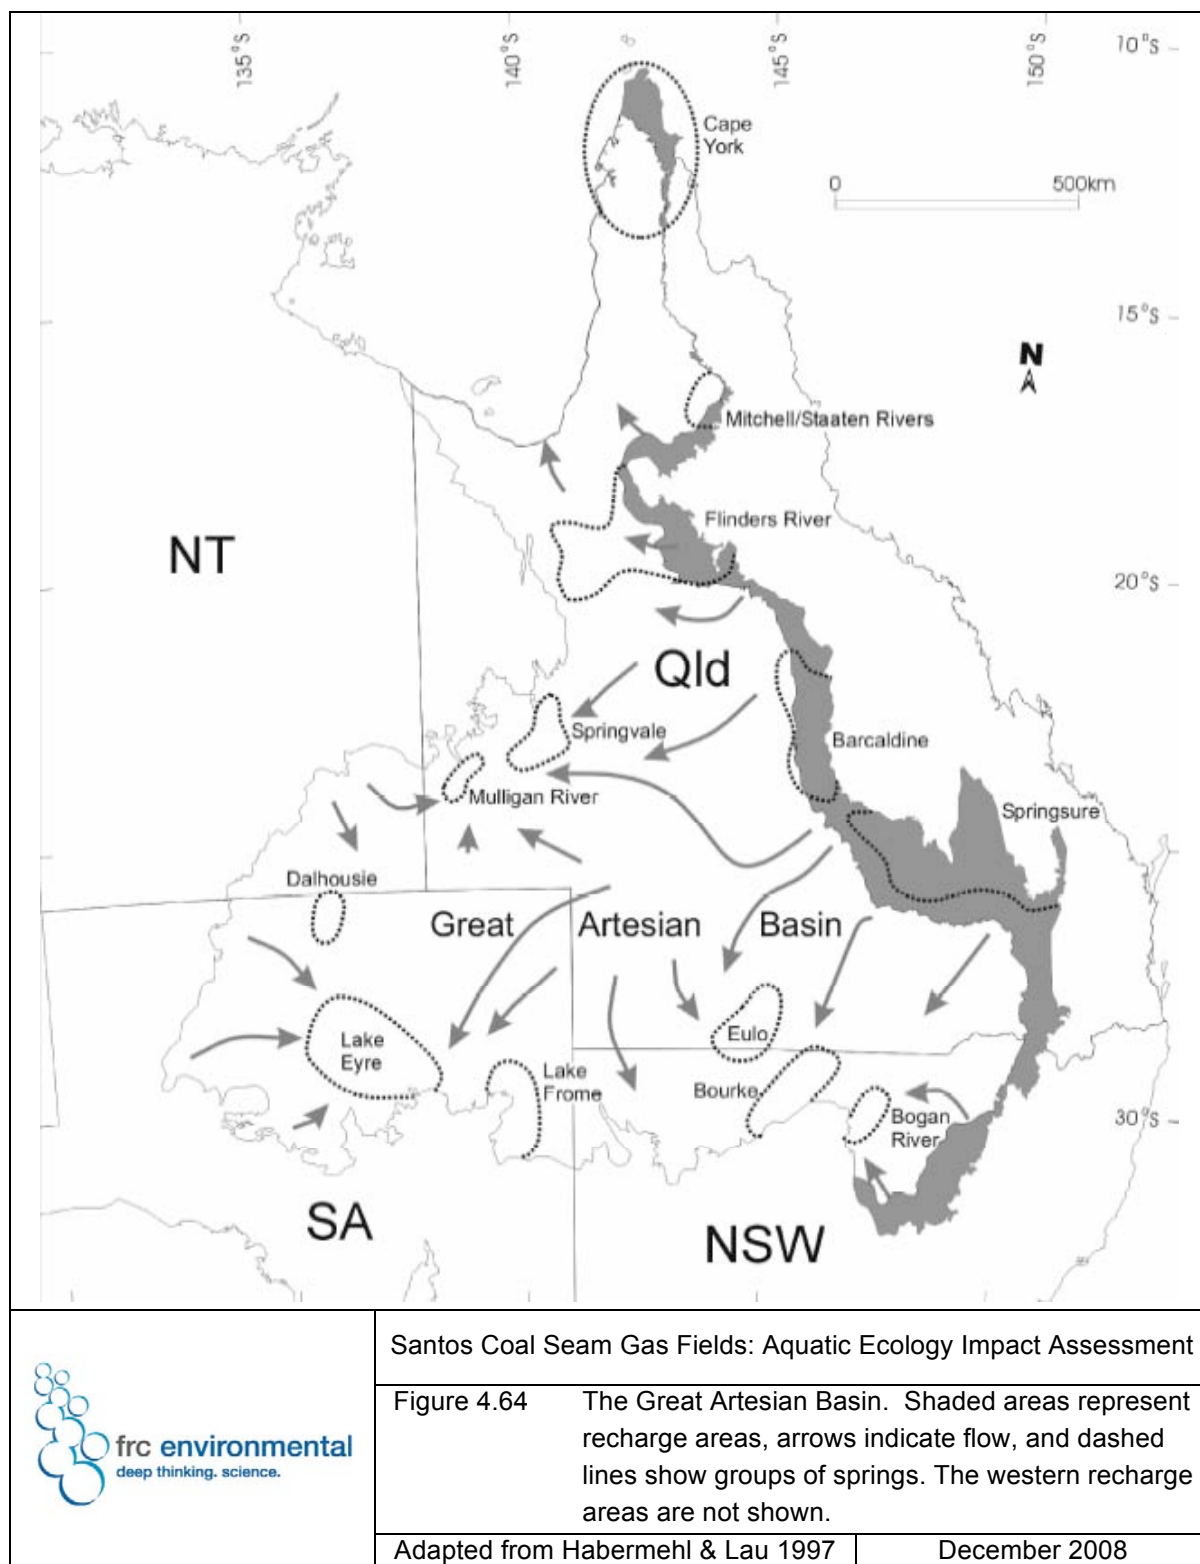 135°S
140°S
145°S
150°S
10°S
Cape
York
0
500km
15°S
N
Mitchell/Staaten Rivers
Flinders River
NT
20°S
Qld
Springvale
Barcaldine
Mulligan River
Springsure
Dalhousie
Great Artesian Basin
Lake
Eyre
Eulo
Lake
Frome
Bourke
Bogan
River
30°S
SA
NSW
frc environmental
deep thinking. science.
Santos Coal Seam Gas Fields: Aquatic Ecology Impact Assessment
Figure 4.64 The Great Artesian Basin. Shaded areas represent
recharge areas, arrows indicate flow, and dashed
lines show groups of springs. The western recharge
areas are not shown.
Adapted from Habermehl & Lau 1997
December 2008